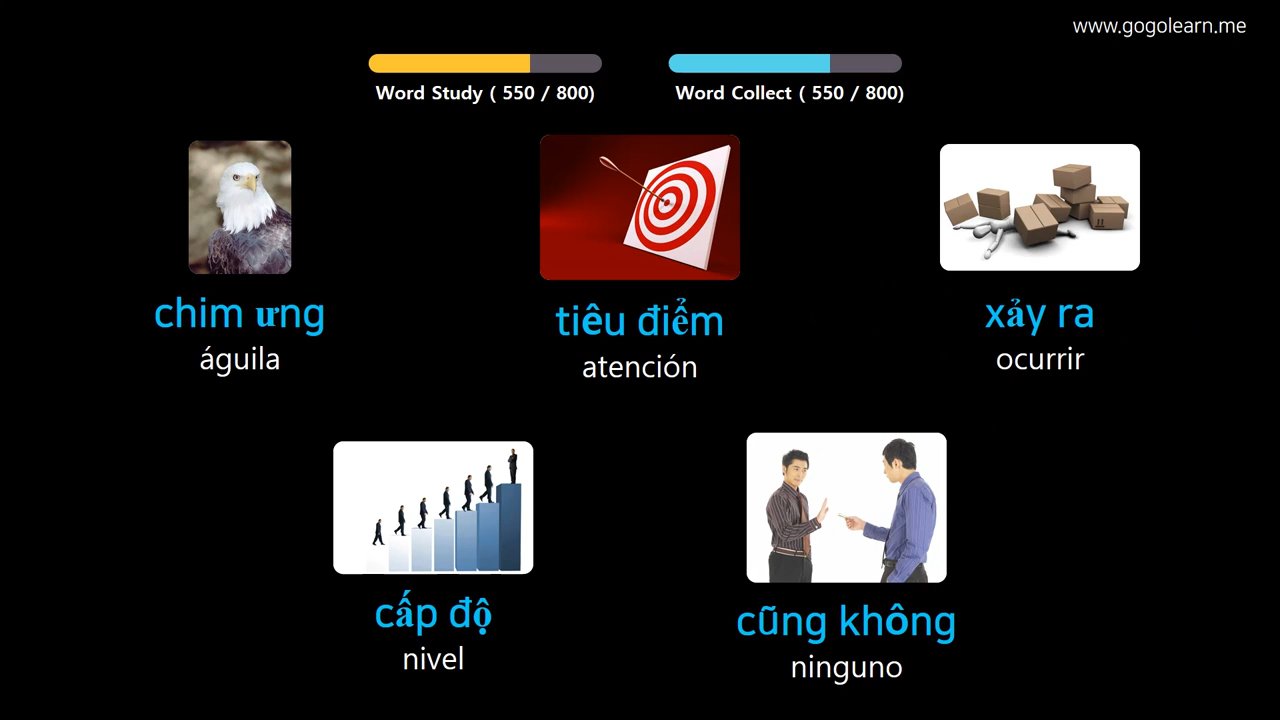 www.gogolearn.me
Word Study ( 550 / 800)
Word Collect ( 550 / 800)
chim ưng
águila
tiêu điểm
atención
xảy ra
ocurrir
cấp độ
nivel
cũng không
ninguno